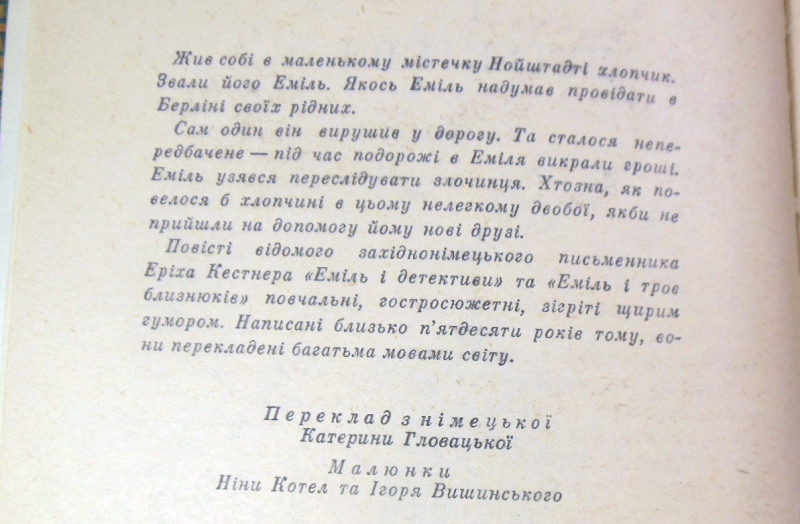 Жив собі в маленькому містечку Нойштадті хлопчик.
Звали його Еміль. Якось Еміль надумав провідати в
Берліні своїх рідних.
Сам один він вирушив у дорогу. Та сталося непе-
редбачене — під час подорожі в Еміля викрали гроші.
Еміль узявся переслідувати злочинця. Хтозна, як по-
велося б хлопчині в цьому нелегкому двобої, якби не
прийшли на допомогу йому нові друзі.
Повісті відомого західнонімецького письменника
Еріха Кестнера «Еміль і детективи» та «Еміль і троє
близнюків» повчальні, гостросюжетні, зігріті щирим
гумором. Написані близько п'ятдесяти років тому, во-
ни перекладені багатьма мовами світу.
Переклад з німецької
Катерини Гловацької
Малюнки
Ніни Котел та Ігоря Вишинського